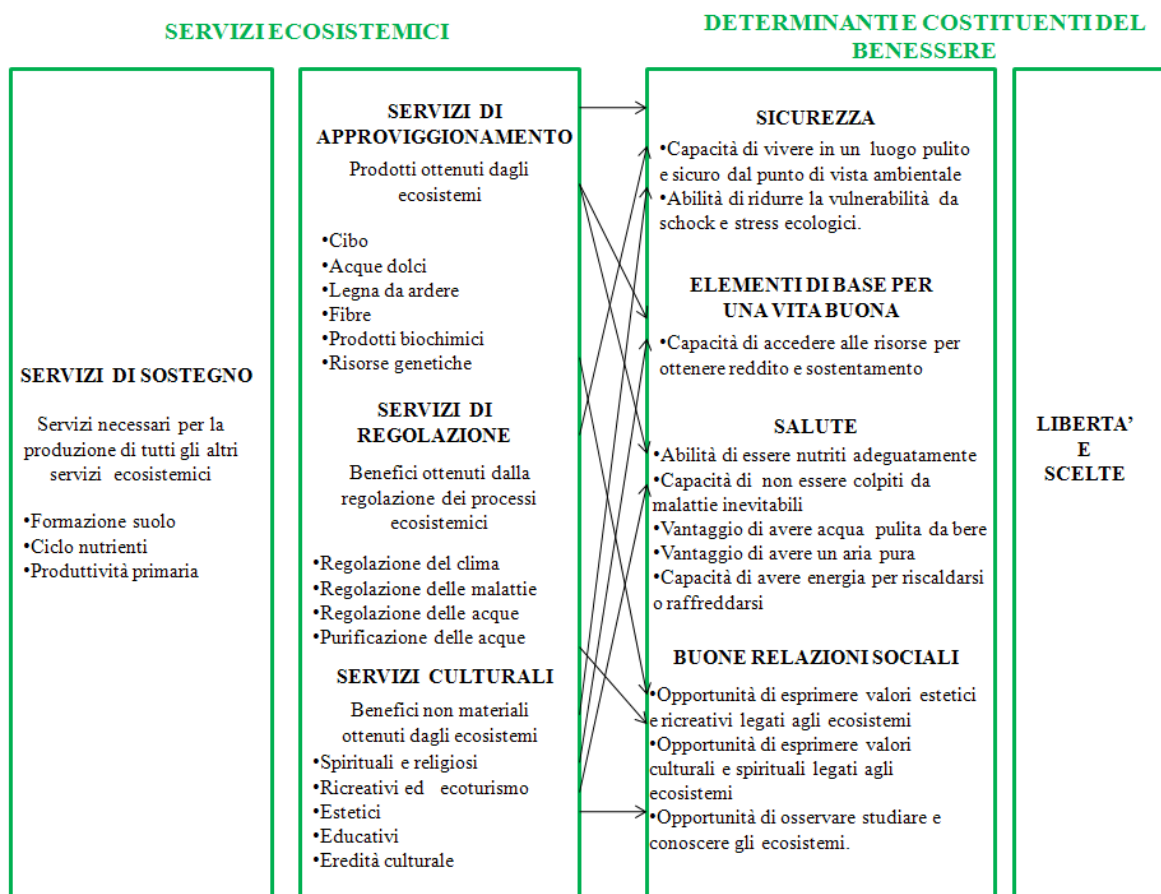 SERVIZI ECOSISTEMICI
DETERMINANTI E COSTITUENTI DEL
BENESSERE
SERVIZI DI SOSTEGNO
Servizi necessari per la
produzione di tutti gli altri
servizi ecosistemici
•Formazione suolo
•Ciclo nutrienti
•Produttività primaria
SERVIZI DI
APPROVIGGIONAMENTO
Prodotti ottenuti dagli
ecosistemi
•Cibo
•Acque dolci
•Legna da ardere
•Fibre
•Prodotti biochimici
•Risorse genetiche
SERVIZI DI
REGOLAZIONE
Benefici ottenuti dalla
regolazione dei processi
ecosistemici
•Regolazione del clima
•Regolazione delle malattie
•Regolazione delle acque
•Purificazione delle acque
SERVIZI CULTURALI
Benefici non materiali
ottenuti dagli ecosistemi
•Spirituali e religiosi
•Ricreativi ed ecoturismo
•Estetici
•Educativi
•Eredità culturale
SICUREZZA
•Capacità di vivere in un luogo pulito
e sicuro dal punto di vista ambientale
•Abilità di ridurre la vulnerabilità da
schock e stress ecologici.
ELEMENTI DI BASE PER
UNA VITA BUONA
•Capacità di accedere alle risorse per
ottenere reddito e sostentamento
SALUTE
•Abilità di essere nutriti adeguatamente
•Capacità di non essere colpiti da
malattie inevitabili
•Vantaggio di avere acqua pulita da bere
•Vantaggio di avere un aria pura
•Capacità di avere energia per riscaldarsi
o raffreddarsi
BUONE RELAZIONI SOCIALI
•Opportunità di esprimere valori estetici
e ricreativi legati agli ecosistemi
•Opportunità di esprimere valori
culturali e spirituali legati agli
ecosistemi
•Opportunità di osservare studiare e
conoscere gli ecosistemi.
LIBERTA'
E
SCELTE